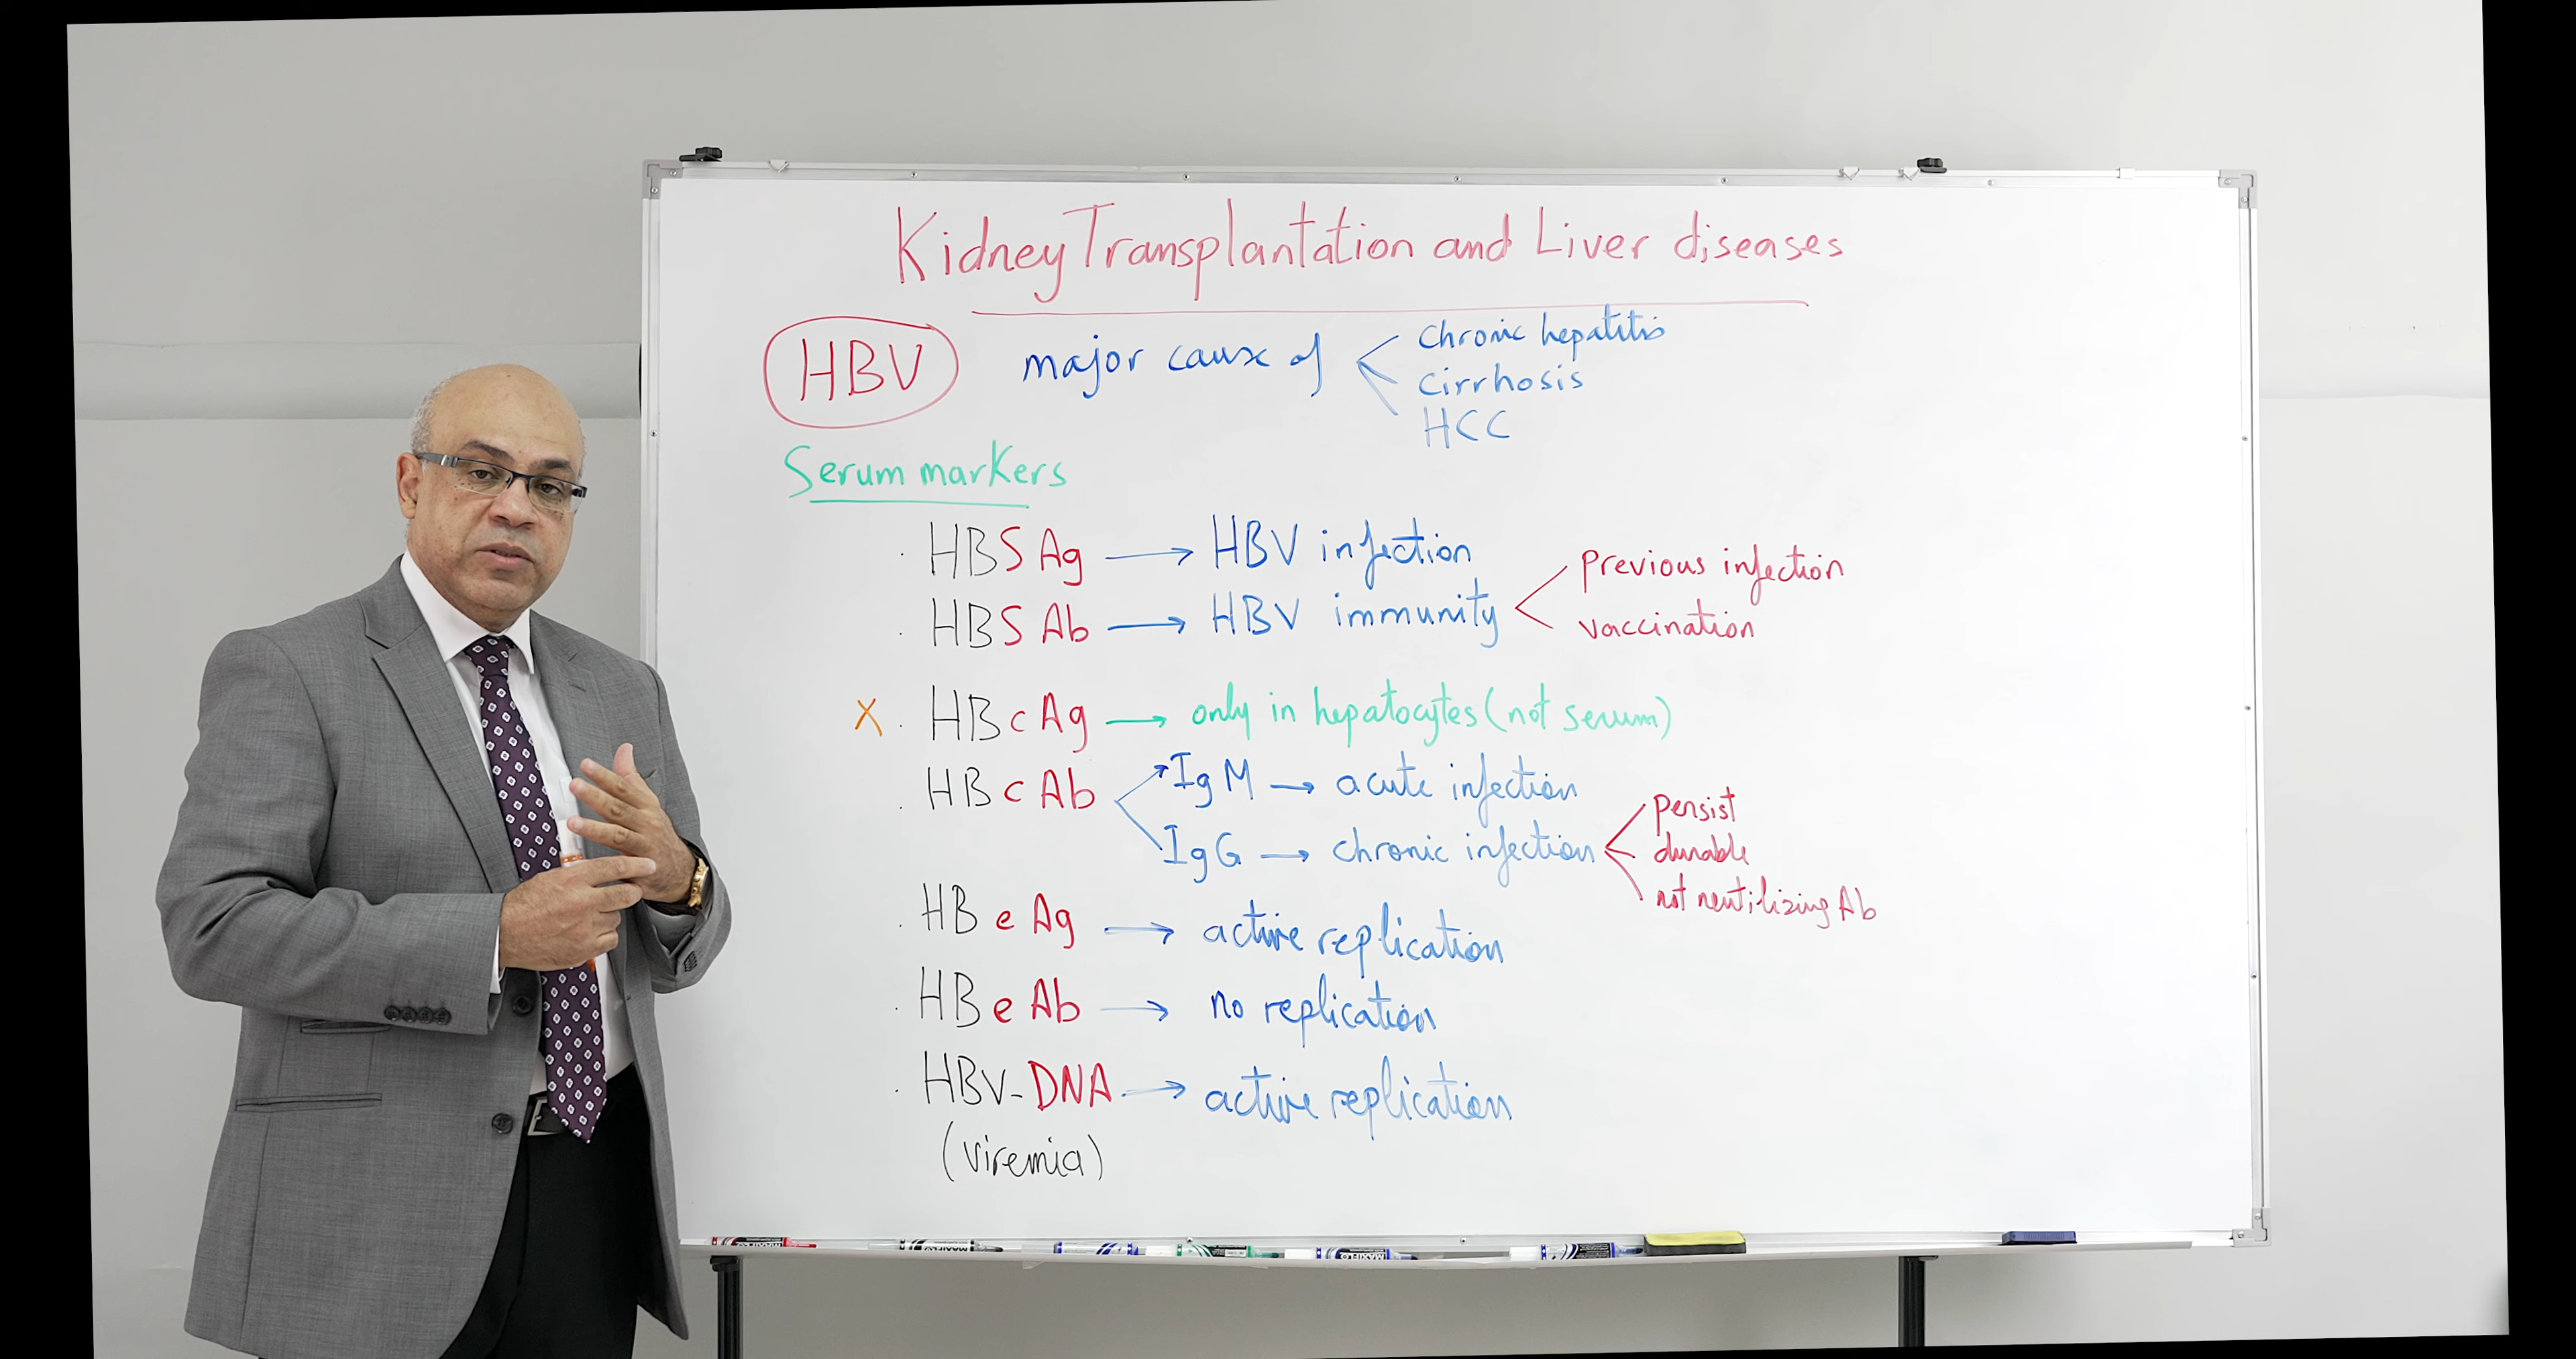 Kidney Transplantation and Liver diseases
HBV major cause of
chronic hepatitis
cirrhosis
HCC
Serum markers
. HBS Ag → HBV infection
. HBS Ab → HBV immunity
previous infection
vaccination
X . HBc Ag → only in hepatocytes (not serum)
. HBc Ab
IgM → acute infection
IgG → chronic infection
persist
durable
not neutilizing Ab
. HBe Ag → active replication
. HBe Ab → no replication
. HBV-DNA → active replication
(viremia)